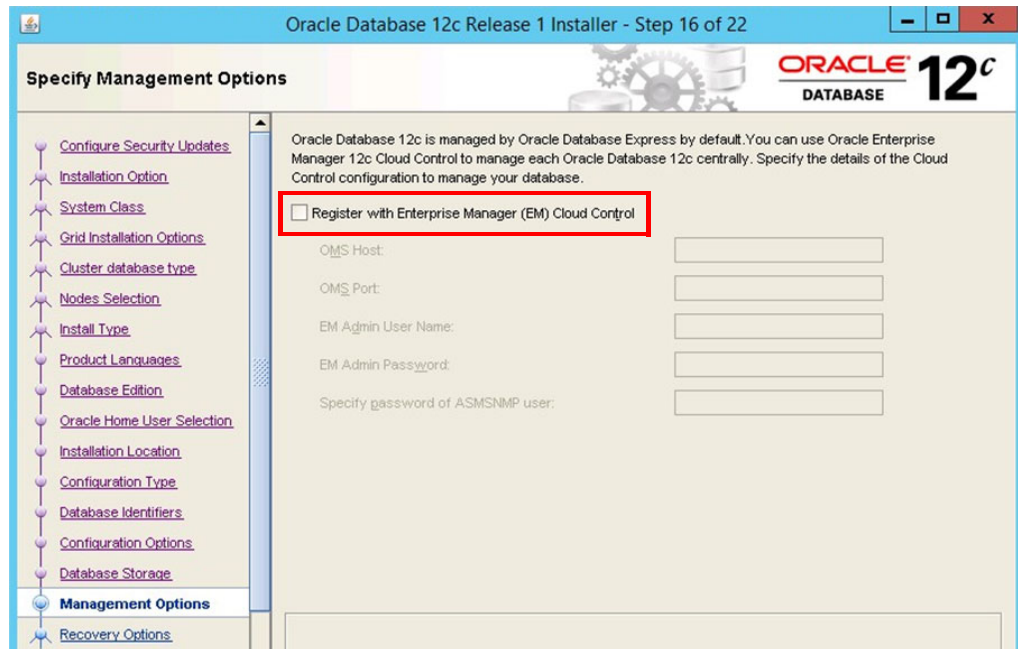 Oracle Database 12c Release 1 Installer - Step 16 of 22
Specify Management Options
ORACLE 12c
DATABASE
Configure Security Updates
Installation Option
System Class
Grid Installation Options
Cluster database type
Nodes Selection
Install Type
Product Languages
Database Edition
Oracle Home User Selection
Installation Location
Configuration Type
Database Identifiers
Configuration Options
Database Storage
Management Options
Recovery Options
Oracle Database 12c is managed by Oracle Database Express by default.You can use Oracle Enterprise
Manager 12c Cloud Control to manage each Oracle Database 12c centrally. Specify the details of the Cloud
Control configuration to manage your database.
Register with Enterprise Manager (EM) Cloud Control
OMS Host:
OMS Port:
EM Admin User Name:
EM Admin Password:
Specify password of ASMSNMP user: